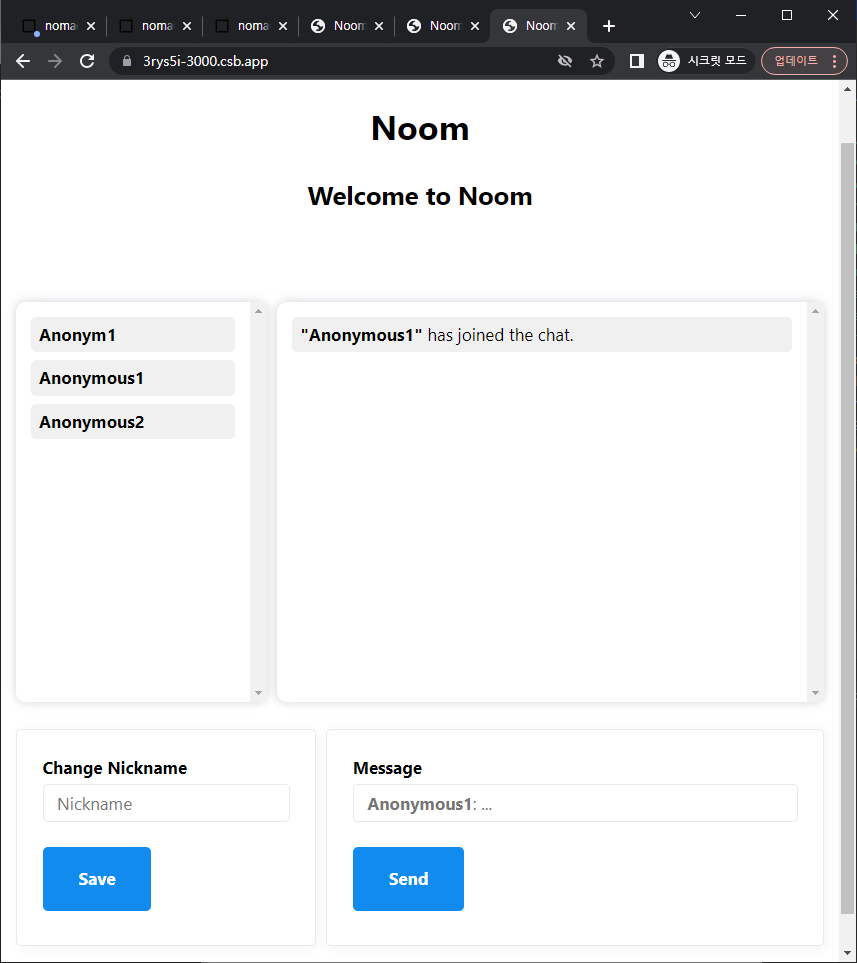 noma
noma
noma
Noom
Noom
Noom
3rys5i-3000.csb.app
시크릿 모드
업데이트
Noom
Welcome to Noom
Anonym1
Anonymous1
Anonymous2
"Anonymous1" has joined the chat.
Change Nickname
Nickname
Save
Message
Anonymous1: ...
Send